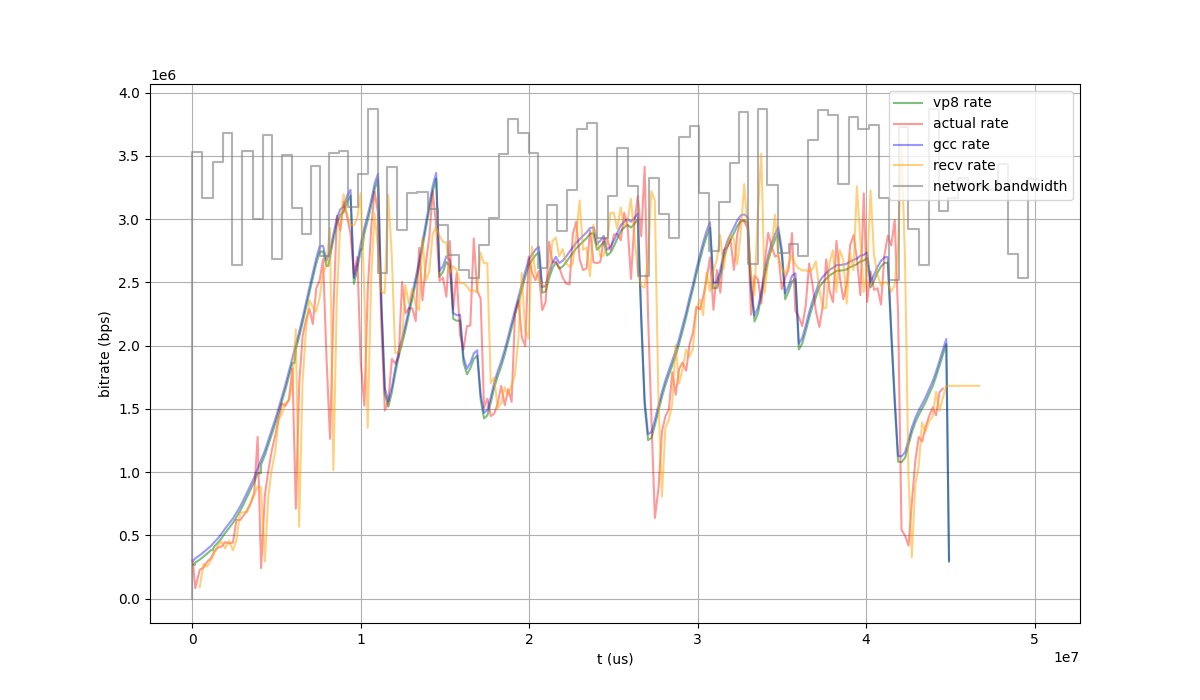 1e6
4.0
3.5
3.0
2.5
2.0
1.5
1.0
0.5
0.0
bitrate (bps)
vp8 rate
actual rate
gcc rate
recv rate
network bandwidth
0 1 2 3 4 5
t (us)
1e7